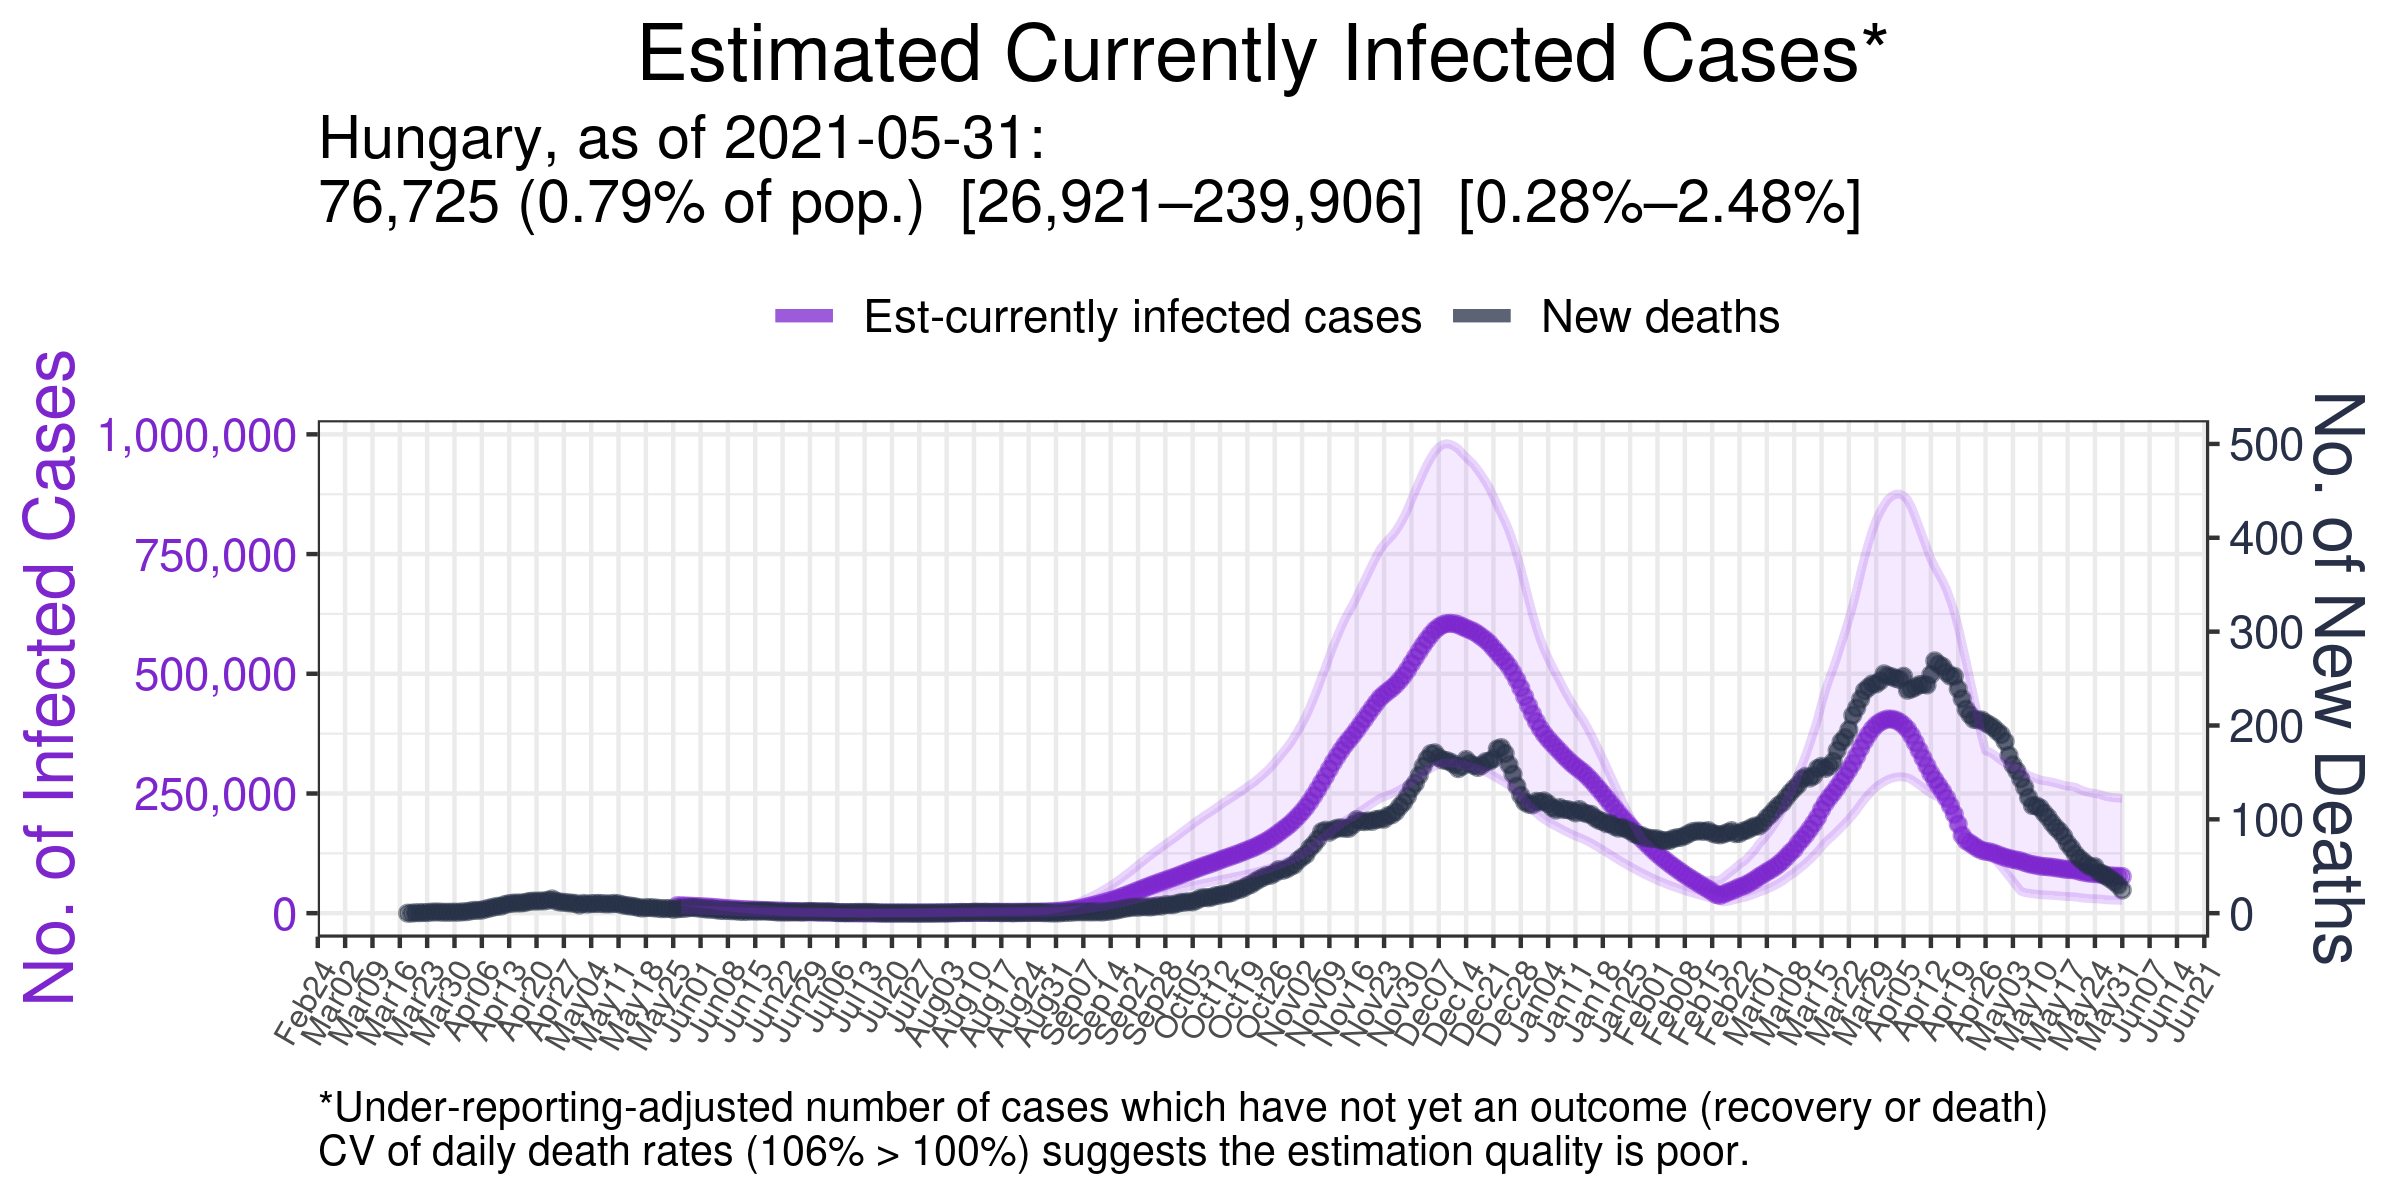 Estimated Currently Infected Cases*
Hungary, as of 2021-05-31:
76,725 (0.79% of pop.)  [26,921–239,906]  [0.28%–2.48%]
Est-currently infected cases
New deaths
No. of Infected Cases
1,000,000
750,000
500,000
250,000
0
500
400
300
200
100
0
No. of New Deaths
Feb24
Mar02
Mar09
Mar16
Mar23
Mar30
Apr06
Apr13
Apr20
Apr27
May04
May11
May18
May25
Jun01
Jun08
Jun15
Jun22
Jun29
Jul06
Jul13
Jul20
Jul27
Aug03
Aug10
Aug17
Aug24
Aug31
Sep07
Sep14
Sep21
Sep28
Oct05
Oct12
Oct19
Oct26
Nov02
Nov09
Nov16
Nov23
Nov30
Dec07
Dec14
Dec21
Dec28
Jan04
Jan11
Jan18
Jan25
Feb01
Feb08
Feb15
Feb22
Mar01
Mar08
Mar15
Mar22
Mar29
Apr05
Apr12
Apr19
Apr26
May03
May10
May17
May24
May31
Jun07
Jun14
Jun21
*Under-reporting-adjusted number of cases which have not yet an outcome (recovery or death)
CV of daily death rates (106% > 100%) suggests the estimation quality is poor.